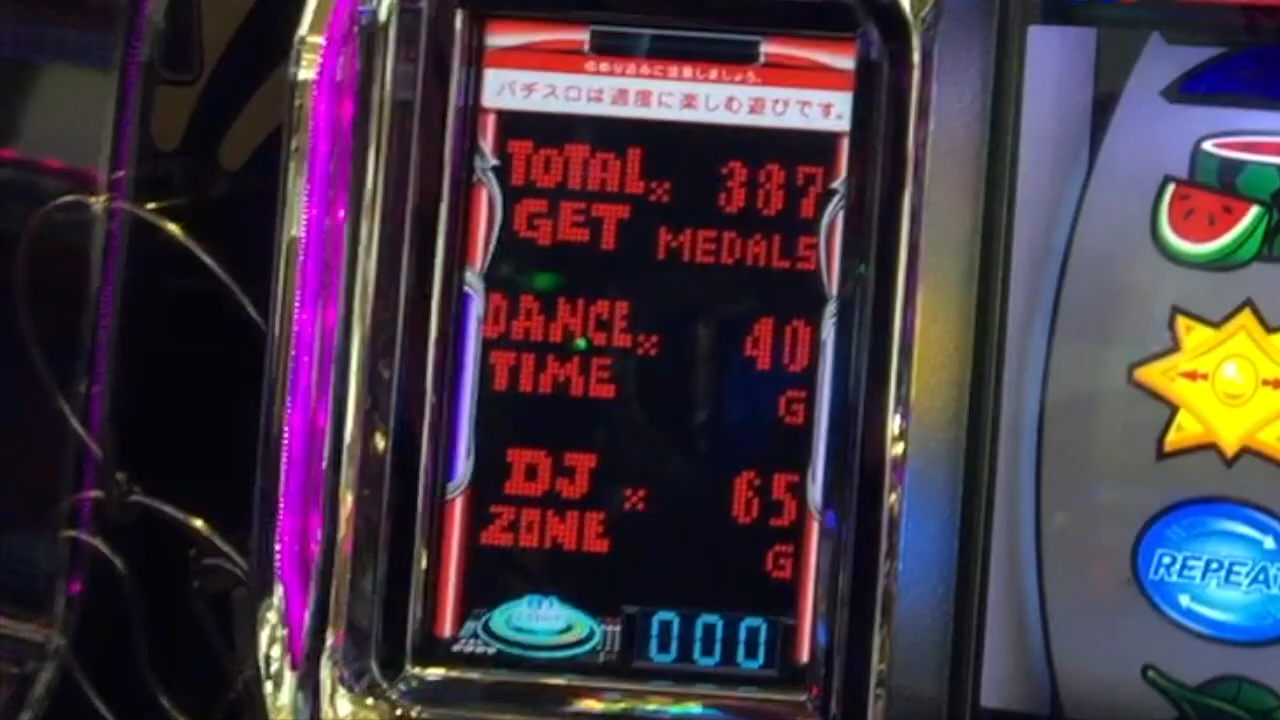 のめり込みに注意しましょう。
パチスロは適度に楽しむ遊びです。
TOTAL × 387
GET MEDALS
DANCE × 40
TIME G
DJ × 65
ZONE G
000
REPEAT